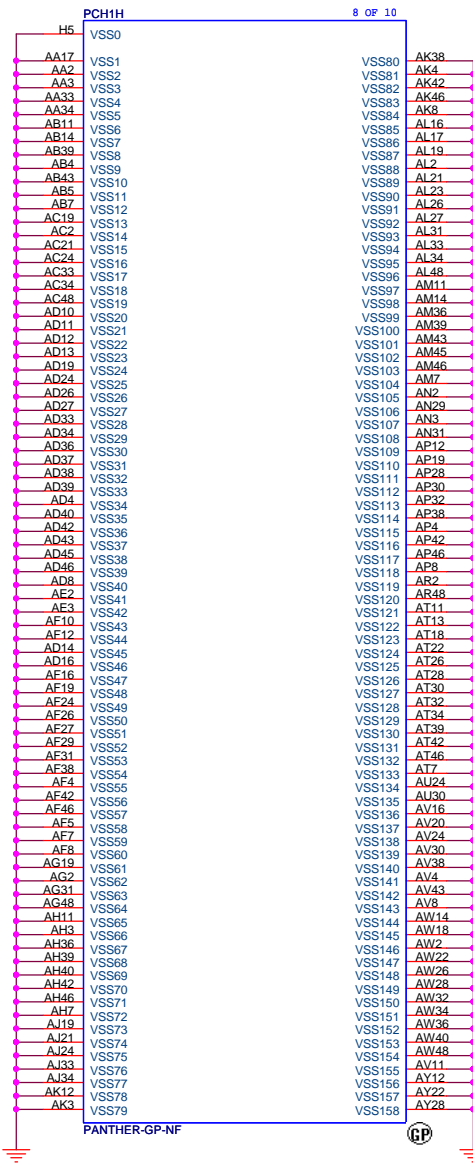 PCH1H 8 OF 10
H5 VSS0
AA17 VSS1 VSS80 AK38
AA2 VSS2 VSS81 AK4
AA3 VSS3 VSS82 AK42
AA33 VSS4 VSS83 AK46
AA34 VSS5 VSS84 AK8
AB11 VSS6 VSS85 AL16
AB14 VSS7 VSS86 AL17
AB39 VSS8 VSS87 AL19
AB4 VSS9 VSS88 AL2
AB43 VSS10 VSS89 AL21
AB5 VSS11 VSS90 AL23
AB7 VSS12 VSS91 AL26
AC19 VSS13 VSS92 AL27
AC2 VSS14 VSS93 AL31
AC21 VSS15 VSS94 AL33
AC24 VSS16 VSS95 AL34
AC33 VSS17 VSS96 AL48
AC34 VSS18 VSS97 AM11
AC48 VSS19 VSS98 AM14
AD10 VSS20 VSS99 AM36
AD11 VSS21 VSS100 AM39
AD12 VSS22 VSS101 AM43
AD13 VSS23 VSS102 AM45
AD19 VSS24 VSS103 AM46
AD24 VSS25 VSS104 AM7
AD26 VSS26 VSS105 AN2
AD27 VSS27 VSS106 AN29
AD33 VSS28 VSS107 AN3
AD34 VSS29 VSS108 AN31
AD36 VSS30 VSS109 AP12
AD37 VSS31 VSS110 AP19
AD38 VSS32 VSS111 AP28
AD39 VSS33 VSS112 AP30
AD4 VSS34 VSS113 AP32
AD40 VSS35 VSS114 AP38
AD42 VSS36 VSS115 AP4
AD43 VSS37 VSS116 AP42
AD45 VSS38 VSS117 AP46
AD46 VSS39 VSS118 AP8
AD8 VSS40 VSS119 AR2
AE2 VSS41 VSS120 AR48
AE3 VSS42 VSS121 AT11
AF10 VSS43 VSS122 AT13
AF12 VSS44 VSS123 AT18
AD14 VSS45 VSS124 AT22
AD16 VSS46 VSS125 AT26
AF16 VSS47 VSS126 AT28
AF19 VSS48 VSS127 AT30
AF24 VSS49 VSS128 AT32
AF26 VSS50 VSS129 AT34
AF27 VSS51 VSS130 AT39
AF29 VSS52 VSS131 AT42
AF31 VSS53 VSS132 AT46
AF38 VSS54 VSS133 AT7
AF4 VSS55 VSS134 AU24
AF42 VSS56 VSS135 AU30
AF46 VSS57 VSS136 AV16
AF5 VSS58 VSS137 AV20
AF7 VSS59 VSS138 AV24
AF8 VSS60 VSS139 AV30
AG19 VSS61 VSS140 AV38
AG2 VSS62 VSS141 AV4
AG31 VSS63 VSS142 AV43
AG48 VSS64 VSS143 AV8
AH11 VSS65 VSS144 AW14
AH3 VSS66 VSS145 AW18
AH36 VSS67 VSS146 AW2
AH39 VSS68 VSS147 AW22
AH40 VSS69 VSS148 AW26
AH42 VSS70 VSS149 AW28
AH46 VSS71 VSS150 AW32
AH7 VSS72 VSS151 AW34
AJ19 VSS73 VSS152 AW36
AJ21 VSS74 VSS153 AW40
AJ24 VSS75 VSS154 AW48
AJ33 VSS76 VSS155 AV11
AJ34 VSS77 VSS156 AY12
AK12 VSS78 VSS157 AY22
AK3 VSS79 VSS158 AY28
PANTHER-GP-NF GP